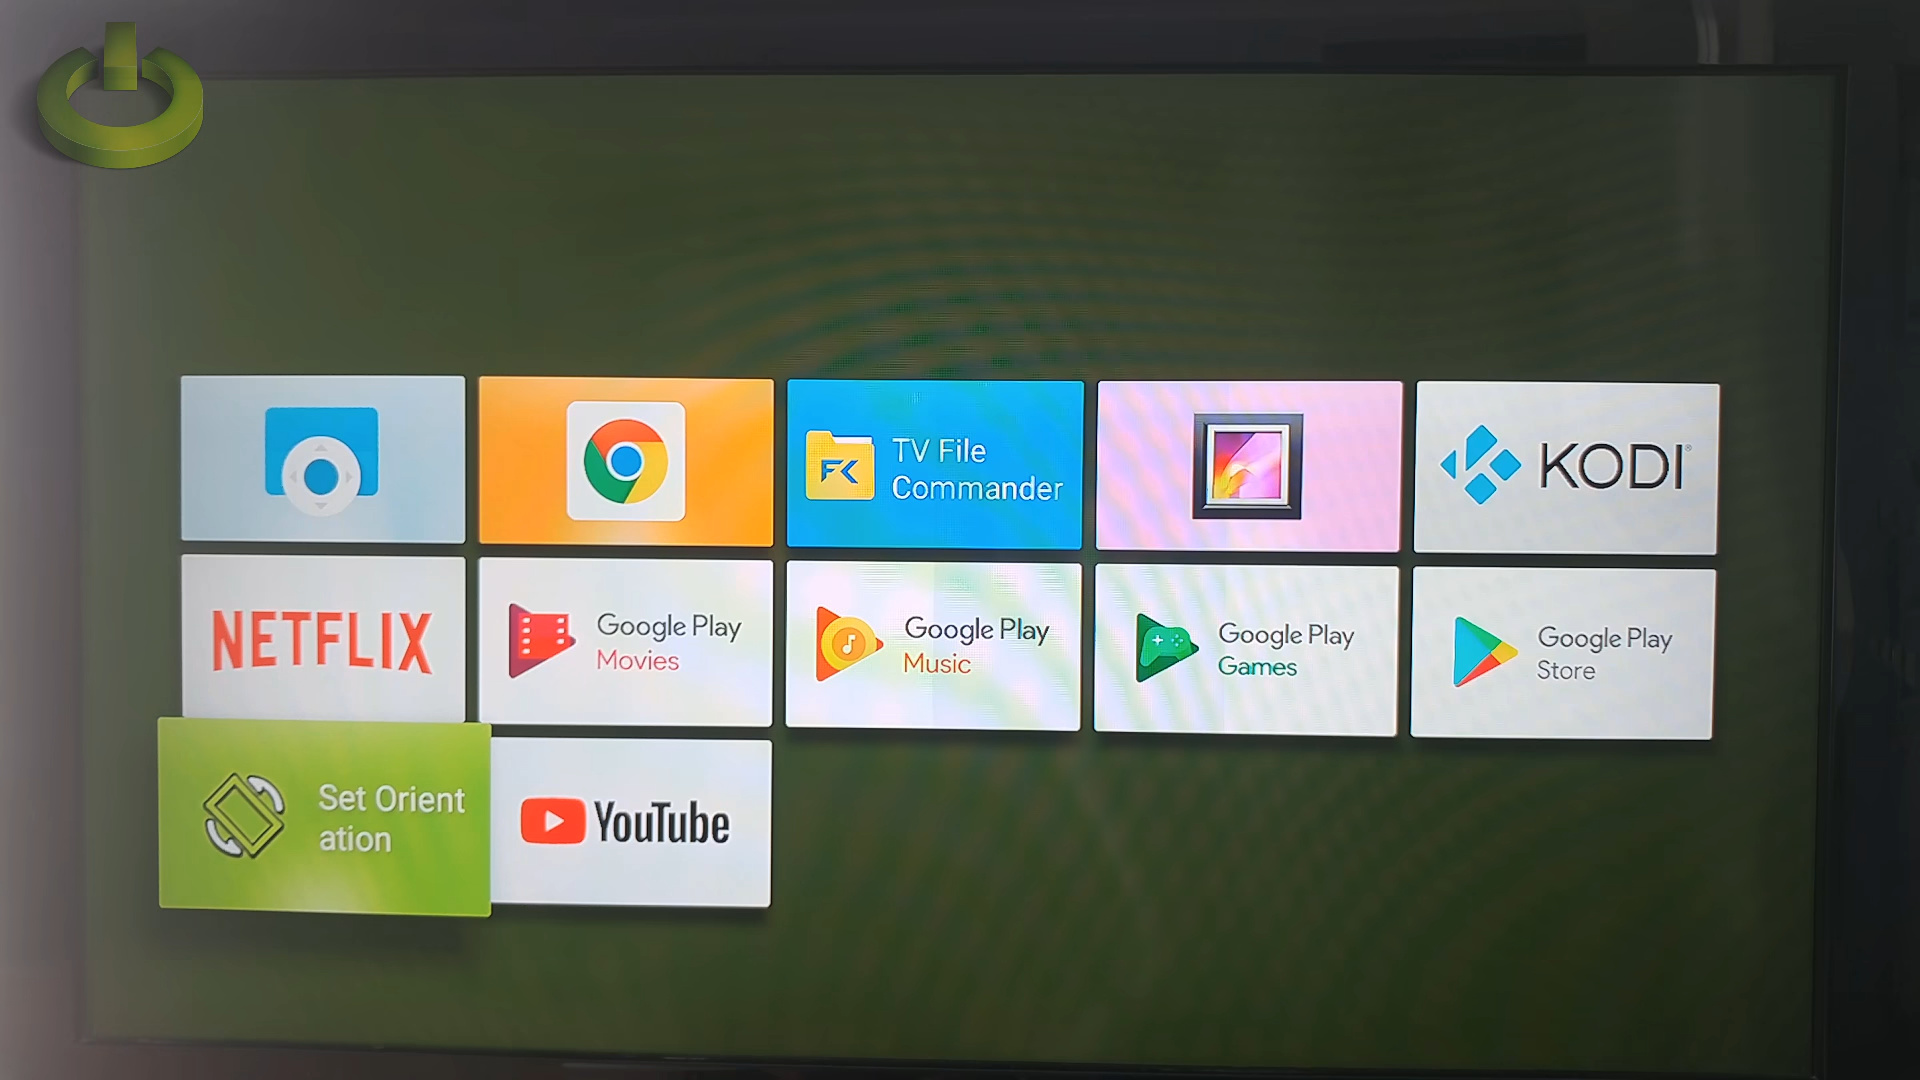 TV File
Commander
KODI
NETFLIX
Google Play
Movies
Google Play
Music
Google Play
Games
Google Play
Store
Set Orient
ation
YouTube